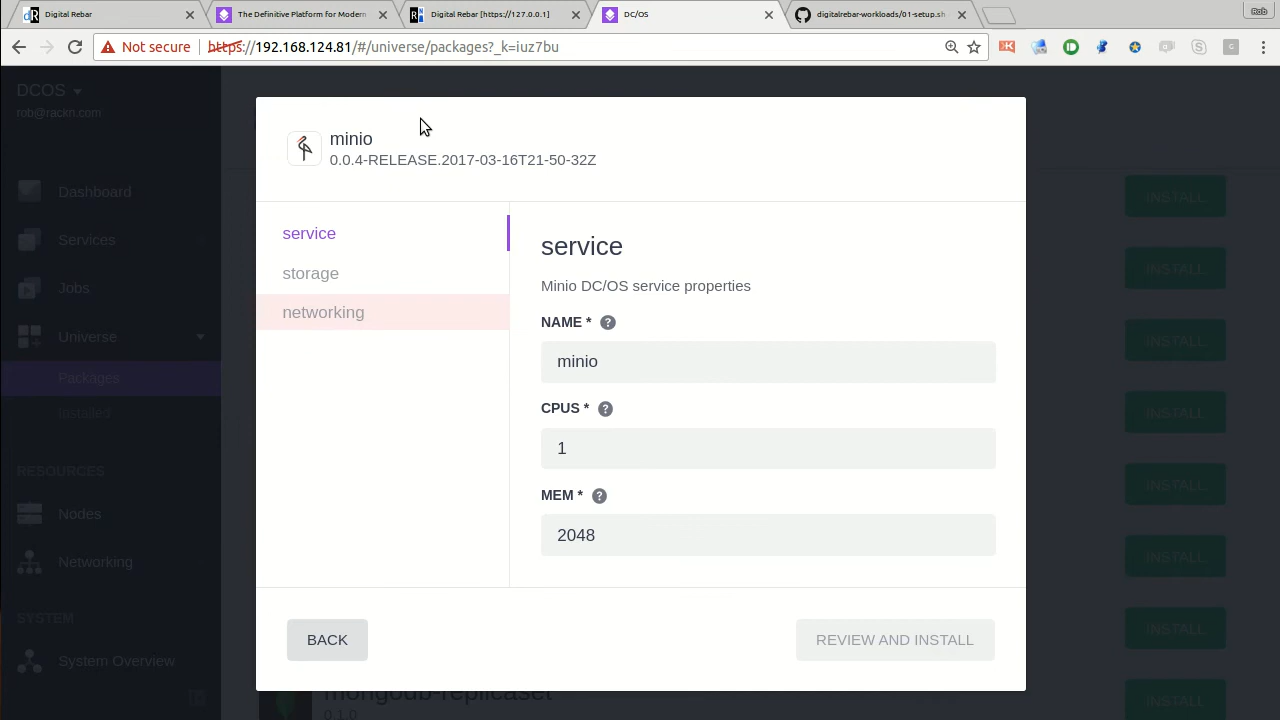 Digital Rebar
The Definitive Platform for Modern
Digital Rebar [https://127.0.0.1]
DC/OS
digitalrebar-workloads/01-setup.sh
Rob
Not secure
https://192.168.124.81/#/universe/packages?_k=iuz7bu
DCOS
rob@rackn.com
Dashboard
Services
Jobs
Universe
Packages
Installed
RESOURCES
Nodes
Networking
SYSTEM
System Overview
minio
0.0.4-RELEASE.2017-03-16T21-50-32Z
service
storage
networking
service
Minio DC/OS service properties
NAME * ?
minio
CPUS * ?
1
MEM * ?
2048
BACK
REVIEW AND INSTALL
INSTALL
INSTALL
INSTALL
INSTALL
INSTALL
INSTALL
INSTALL
INSTALL
mongodb-replicaset
0.1.0